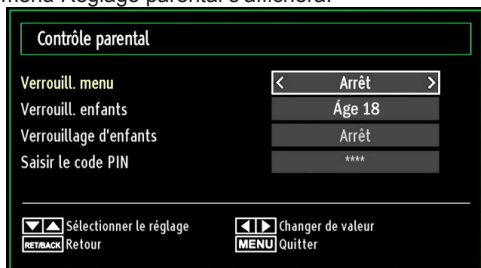 menu Réglage parental s'affichera.
Contrôle parental
Verrouill. menu < Arrêt >
Verrouill. enfants Áge 18
Verrouillage d'enfants Arrêt
Saisir le code PIN ****
Sélectionner le réglage Changer de valeur
RET/BACK Retour MENU Quitter